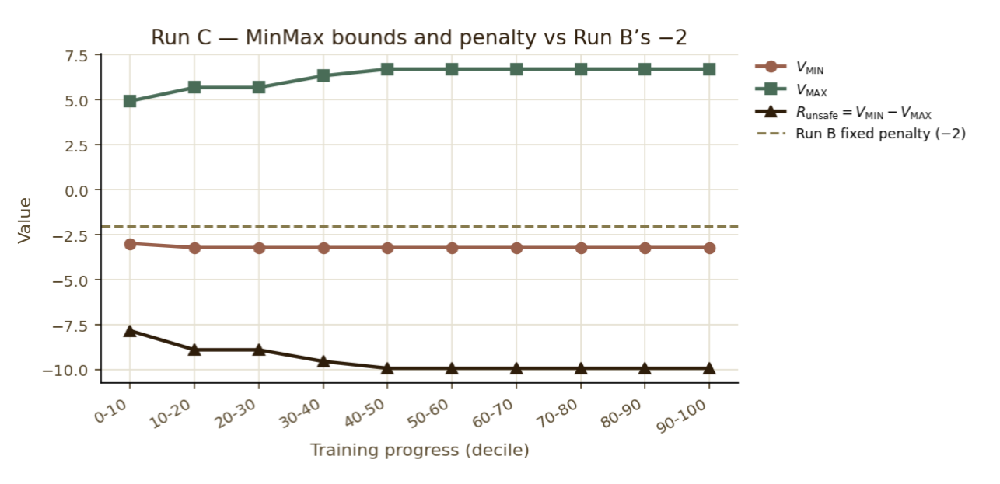 Run C — MinMax bounds and penalty vs Run B’s −2
7.5
5.0
2.5
0.0
−2.5
−5.0
−7.5
−10.0
Value
0-10
10-20
20-30
30-40
40-50
50-60
60-70
70-80
80-90
90-100
Training progress (decile)
V_MIN
V_MAX
R_unsafe = V_MIN − V_MAX
Run B fixed penalty (−2)